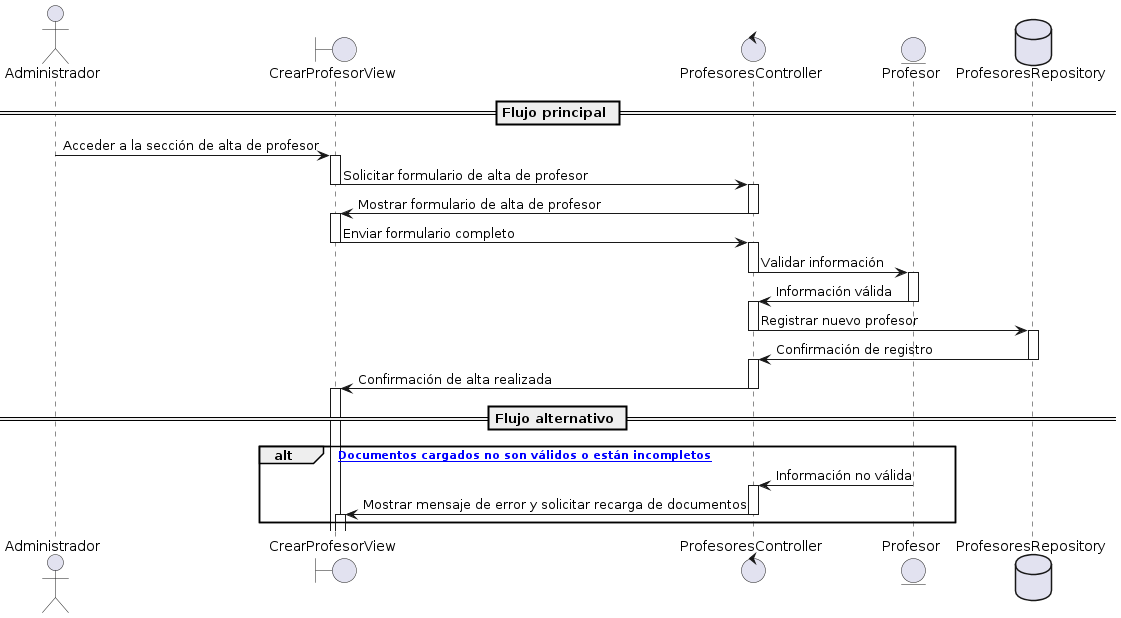 Administrador CrearProfesorView ProfesoresController Profesor ProfesoresRepository
Flujo principal
Acceder a la sección de alta de profesor
Solicitar formulario de alta de profesor
Mostrar formulario de alta de profesor
Enviar formulario completo
Validar información
Información válida
Registrar nuevo profesor
Confirmación de registro
Confirmación de alta realizada
Flujo alternativo
alt Documentos cargados no son válidos o están incompletos
Información no válida
Mostrar mensaje de error y solicitar recarga de documentos
Administrador CrearProfesorView ProfesoresController Profesor ProfesoresRepository